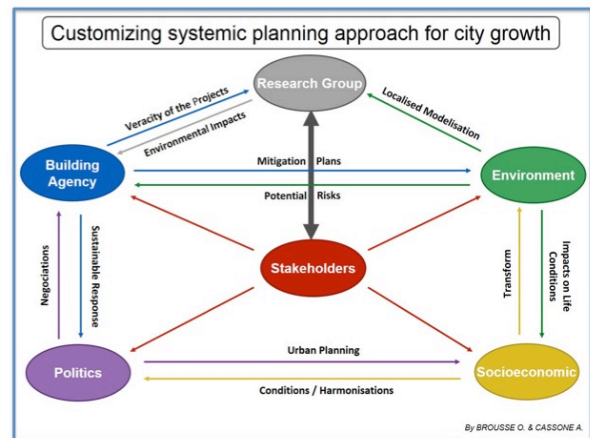 Customizing systemic planning approach for city growth
Research Group
Veracity of the Projects
Environmental Impacts
Localised Modelisation
Building
Agency
Mitigation Plans
Environment
Potential Risks
Negociations
Sustainable Response
Stakeholders
Transform
Impacts on Life
Conditions
Urban Planning
Politics
Socioeconomic
Conditions / Harmonisations
By BROUSSE O. & CASSONE A.